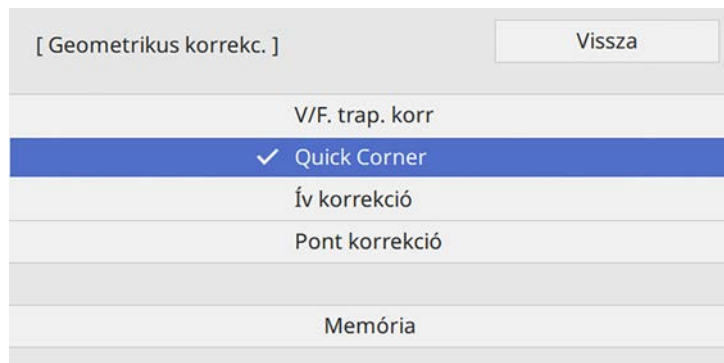 [ Geometrikus korrekc. ]
Vissza
V/F. trap. korr
Quick Corner
Ív korrekció
Pont korrekció
Memória